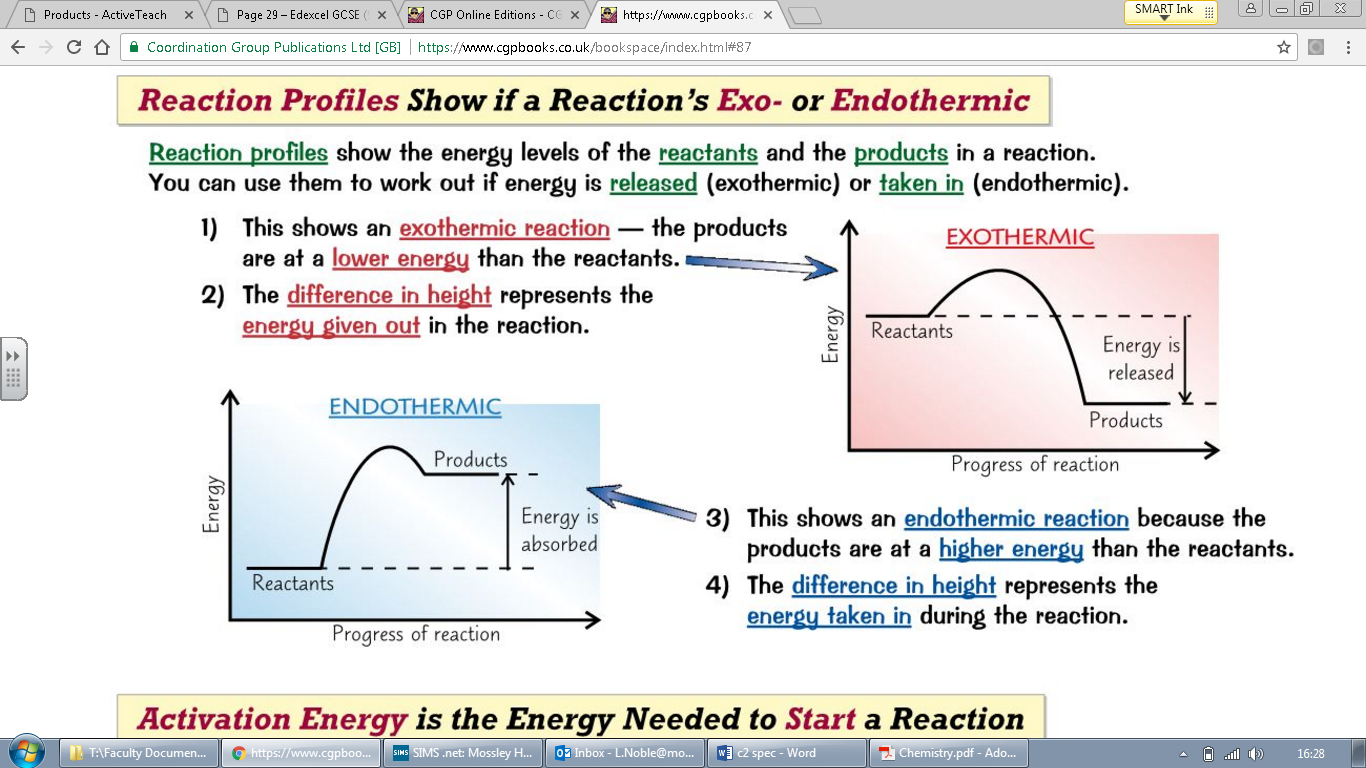 Products - ActiveTeach
Page 29 – Edexcel GSCE (
CGP Online Editions - CG
https://www.cgpbooks.c
SMART Ink
Coordination Group Publications Ltd [GB] | https://www.cgpbooks.co.uk/bookspace/index.html#87
Reaction Profiles Show if a Reaction's Exo- or Endothermic
Reaction profiles show the energy levels of the reactants and the products in a reaction.
You can use them to work out if energy is released (exothermic) or taken in (endothermic).
1) This shows an exothermic reaction — the products
are at a lower energy than the reactants.
2) The difference in height represents the
energy given out in the reaction.
EXOTHERMIC
Energy
Reactants
Energy is
released
Products
Progress of reaction
ENDOTHERMIC
Energy
Products
Energy is
absorbed
Reactants
Progress of reaction
3) This shows an endothermic reaction because the
products are at a higher energy than the reactants.
4) The difference in height represents the
energy taken in during the reaction.
Activation Energy is the Energy Needed to Start a Reaction
T:\Faculty Documen...
https://www.cgpboo...
SIMS .net: Mossley H...
Inbox - L.Noble@mo...
c2 spec - Word
Chemistry.pdf - Ado...
16:28